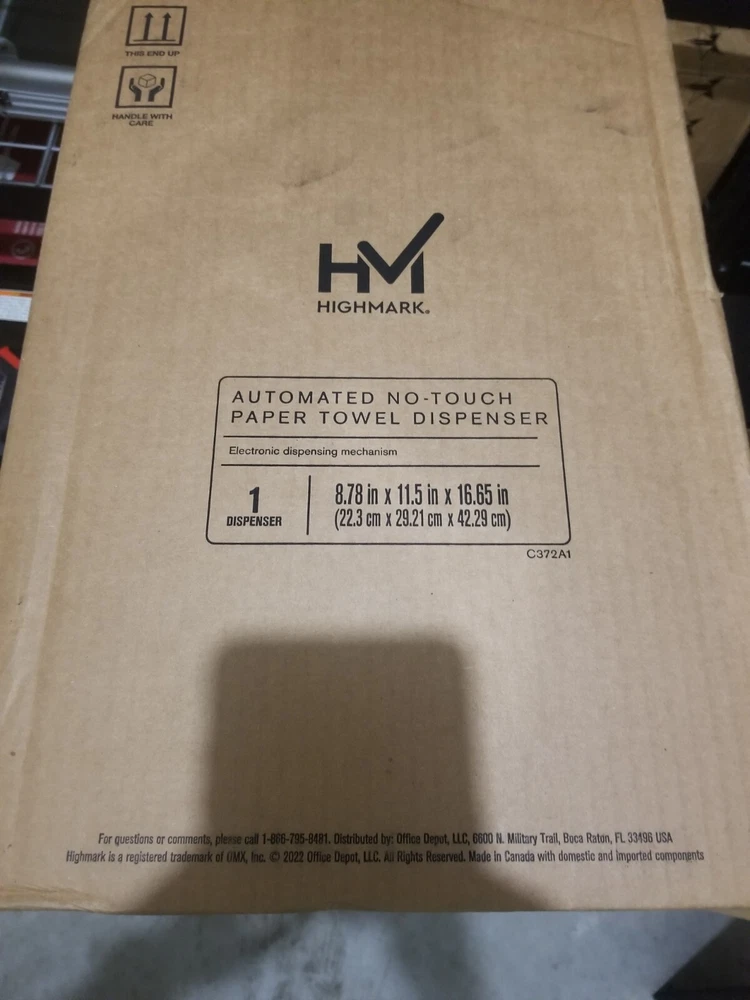 THIS END UP
HANDLE WITH
CARE
HM
HIGHMARK®
AUTOMATED NO-TOUCH
PAPER TOWEL DISPENSER
Electronic dispensing mechanism
1
DISPENSER
8.78 in x 11.5 in x 16.65 in
(22.3 cm x 29.21 cm x 42.29 cm)
C372A1
For questions or comments, please call 1-866-795-8481. Distributed by: Office Depot, LLC, 6600 N. Military Trail, Boca Raton, FL 33496 USA
Highmark is a registered trademark of OMX, Inc. © 2022 Office Depot, LLC. All Rights Reserved. Made in Canada with domestic and imported components